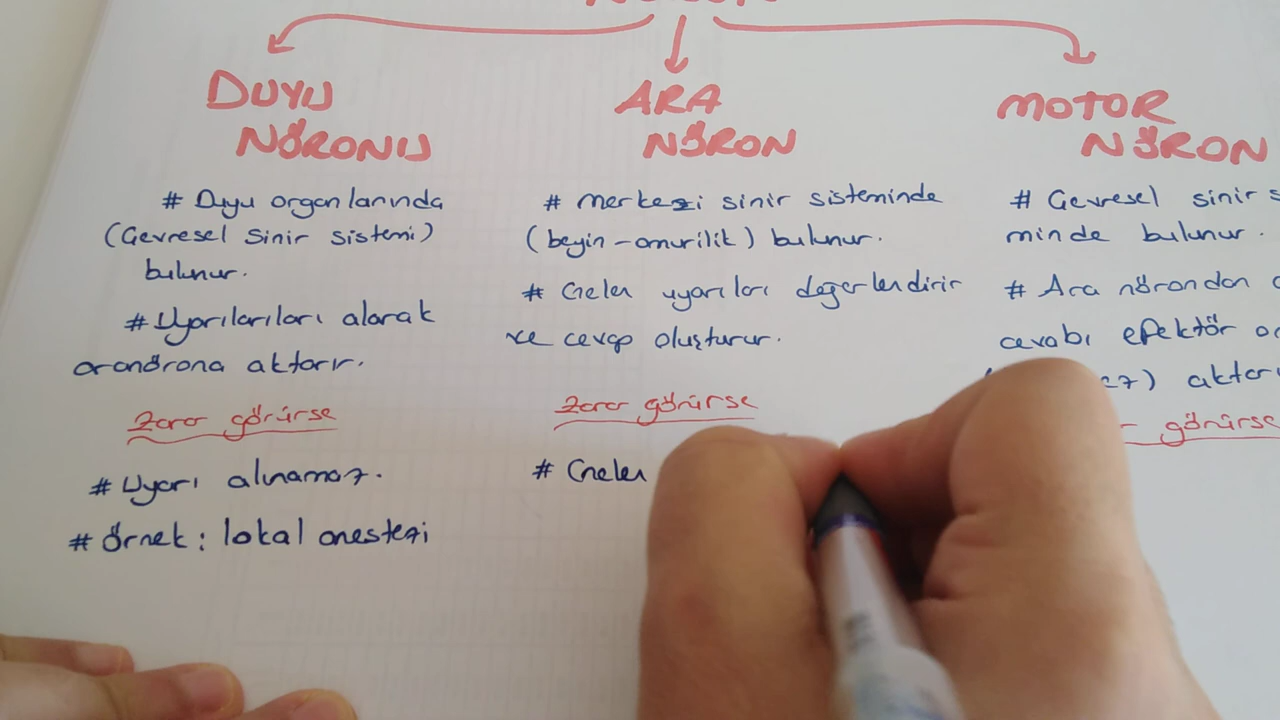 DUYU
NÖRONU
# Duyu organlarında
(Çevresel Sinir sistemi)
bulunur.
# Uyarılarıları alarak
aranörona aktarır.
Zarar görürse
# Uyarı alınamaz.
# Örnek: lokal anestezi
ARA
NÖRON
# Merkezi sinir sisteminde
(beyin-omurilik) bulunur.
# Gelen uyarıları değerlendirir
ve cevap oluşturur.
Zarar görürse
# Gelen
MOTOR
NÖRON
# Çevresel sinir s
minde bulunur.
# Ara nörondan
cevabı efektör
aktarı
görürse